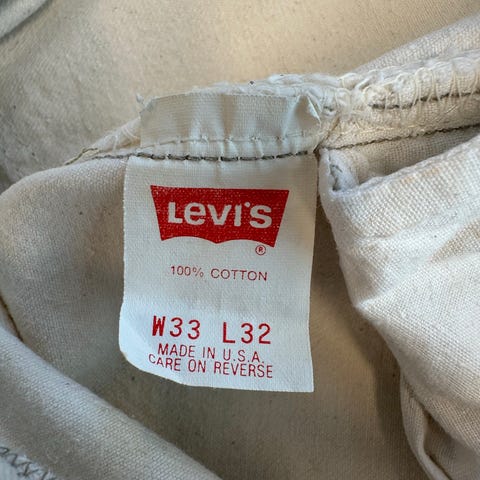 Levi's
®
100% COTTON
W33 L32
MADE IN U.S.A.
CARE ON REVERSE